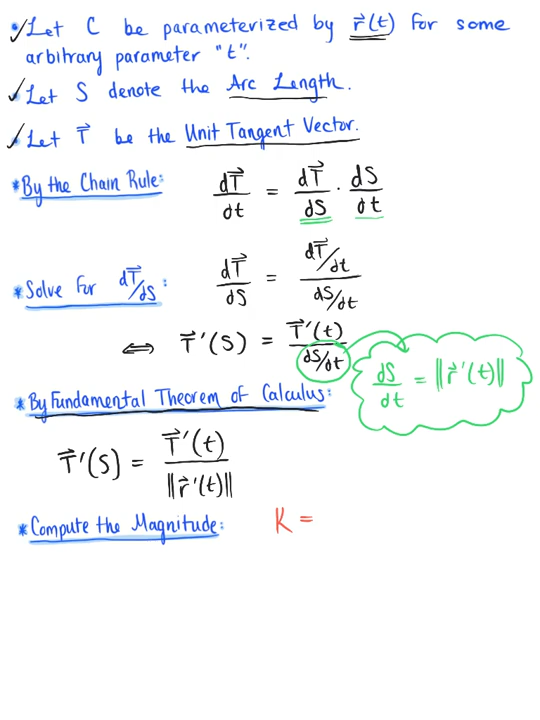 • Let C be parameterized by r⃗(t) for some
arbitrary parameter "t".
• Let S denote the Arc Length.
• Let T⃗ be the Unit Tangent Vector.
* By the Chain Rule: dT⃗/dt = dT⃗/dS · dS/dt
* Solve for dT⃗/dS: dT⃗/dS = (dT⃗/dt)/(dS/dt)
⟺ T⃗'(S) = T⃗'(t)/(dS/dt)
dS/dt = ||r⃗'(t)||
* By Fundamental Theorem of Calculus:
T⃗'(S) = T⃗'(t)/||r⃗'(t)||
* Compute the Magnitude: K =